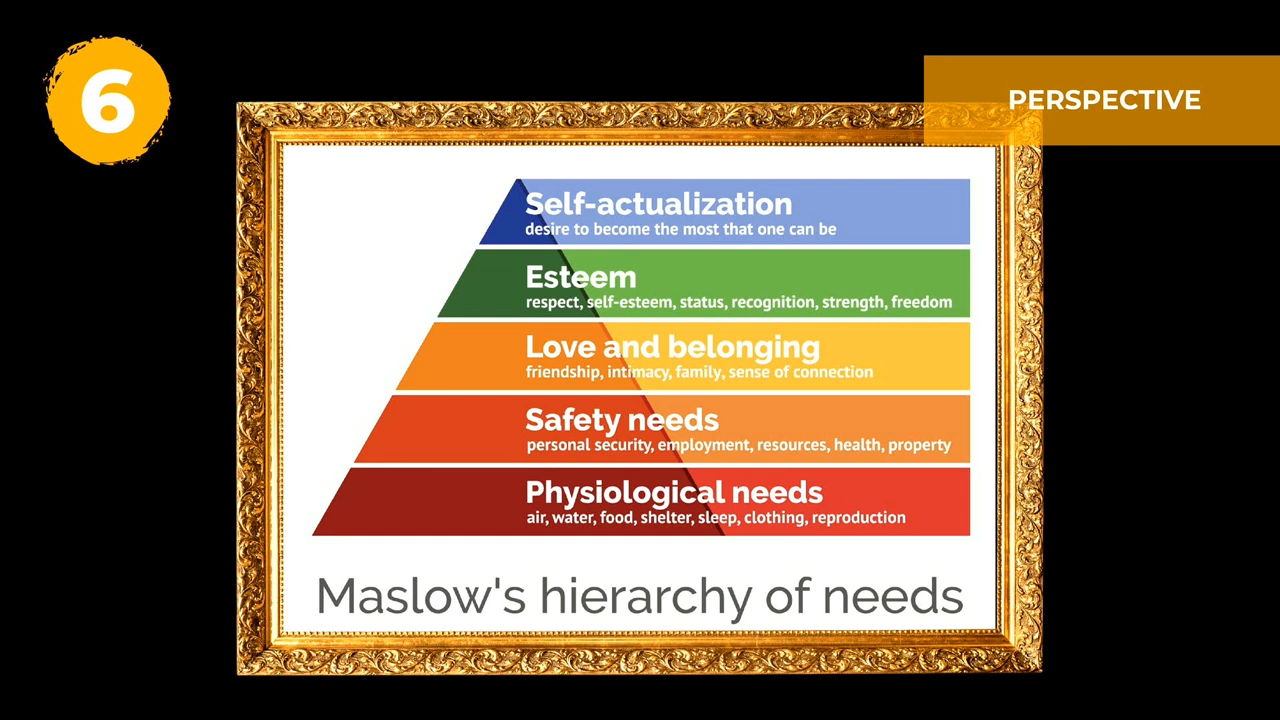 6
PERSPECTIVE
Self-actualization
desire to become the most that one can be
Esteem
respect, self-esteem, status, recognition, strength, freedom
Love and belonging
friendship, intimacy, family, sense of connection
Safety needs
personal security, employment, resources, health, property
Physiological needs
air, water, food, shelter, sleep, clothing, reproduction
Maslow's hierarchy of needs